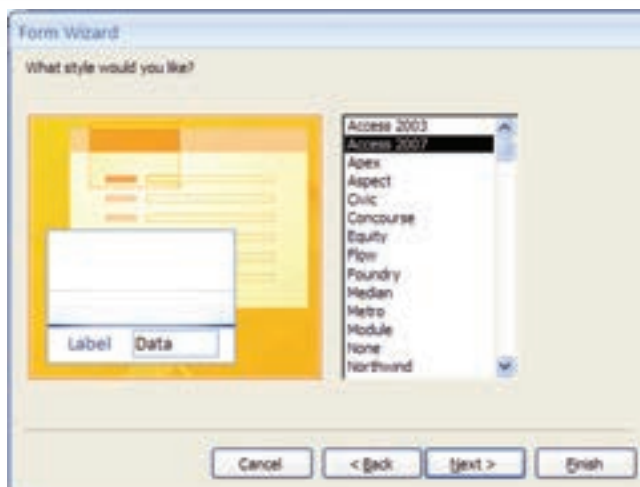 Form Wizard
What style would you like?
Access 2003
Access 2007
Apex
Aspect
Civic
Concourse
Equity
Flow
Foundry
Median
Metro
Module
None
Northwind
Label Data
Cancel < Back Next > Finish